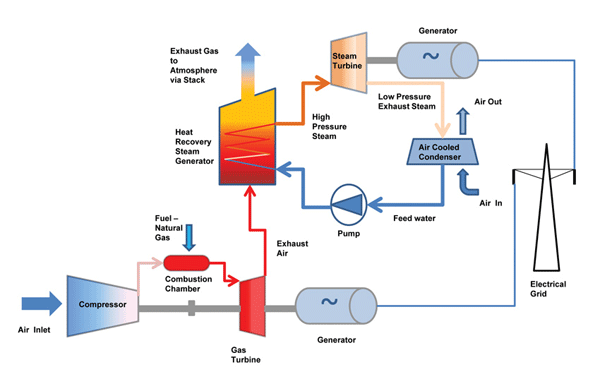 Generator
Steam
Turbine
~
Exhaust Gas
to
Atmosphere
via Stack
Low Pressure
Exhaust Steam
Air Out
High
Pressure
Steam
Heat
Recovery
Steam
Generator
Air Cooled
Condenser
Air In
Feed water
Pump
Fuel –
Natural
Gas
Exhaust
Air
Combustion
Chamber
Electrical
Grid
Compressor
~
Air Inlet
Generator
Gas
Turbine